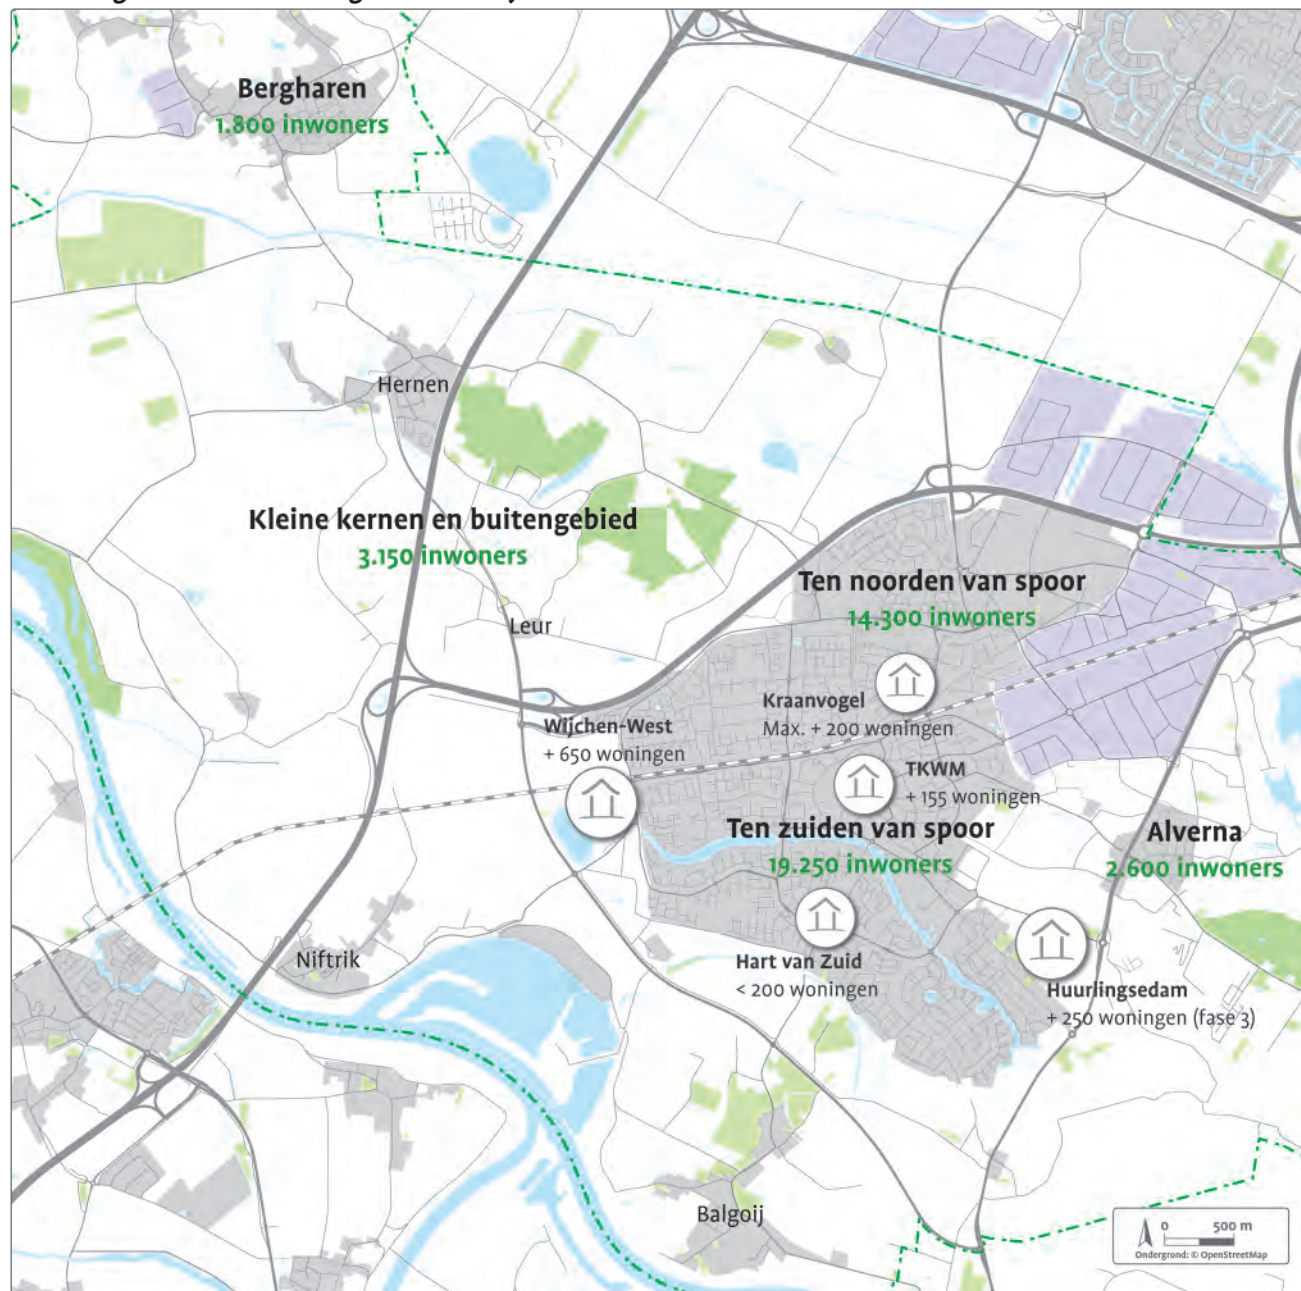 Bergharen
1.800 inwoners
Hernen
Kleine kernen en buitengebied
3.150 inwoners
Ten noorden van spoor
14.300 inwoners
Leur
Kraanvogel
Max. + 200 woningen
Wijchen-West
+ 650 woningen
TKWM
+ 155 woningen
Ten zuiden van spoor
19.250 inwoners
Alverna
2.600 inwoners
Niftrik
Hart van Zuid
< 200 woningen
Huurlingsedam
+ 250 woningen (fase 3)
Balgoij
0 500 m
Ondergrond: © OpenStreetMap